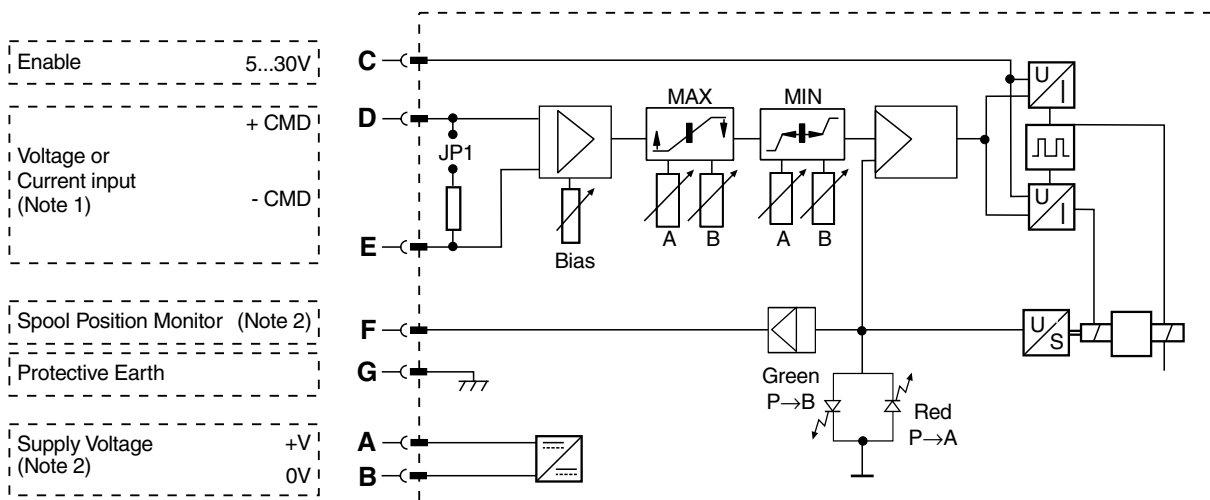 Enable 5...30V
C
+ CMD
Voltage or
Current input
(Note 1)
- CMD
D
E
JP1
Bias
MAX
A B
MIN
A B
U
I
U
I
Spool Position Monitor (Note 2)
F
Protective Earth
G
Green
P→B
Red
P→A
U
S
Supply Voltage +V
(Note 2)
0V
A
B